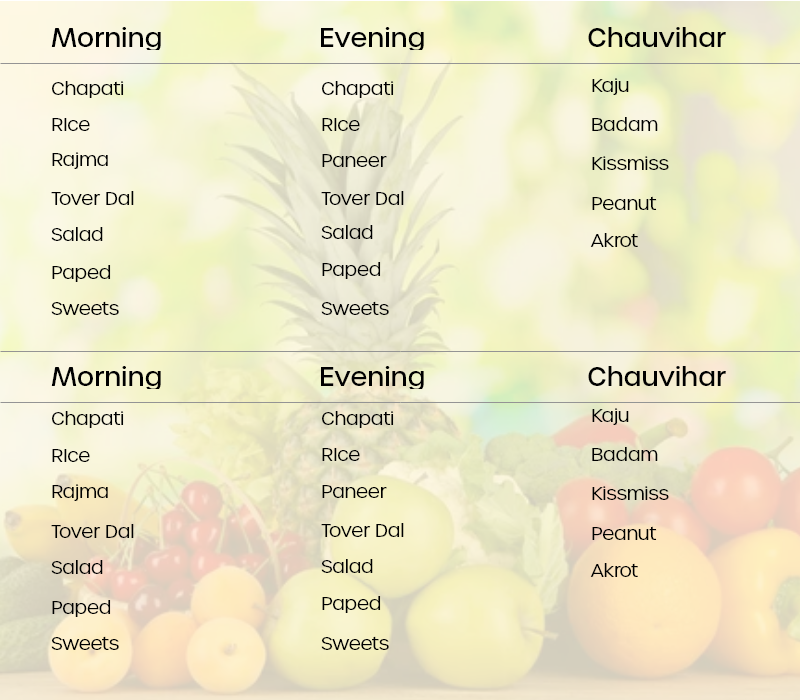 Morning Evening Chauvihar
Chapati Chapati Kaju
RIce RIce Badam
Rajma Paneer Kissmiss
Tover Dal Tover Dal Peanut
Salad Salad Akrot
Paped Paped
Sweets Sweets
Morning Evening Chauvihar
Chapati Chapati Kaju
RIce RIce Badam
Rajma Paneer Kissmiss
Tover Dal Tover Dal Peanut
Salad Salad Akrot
Paped Paped
Sweets Sweets